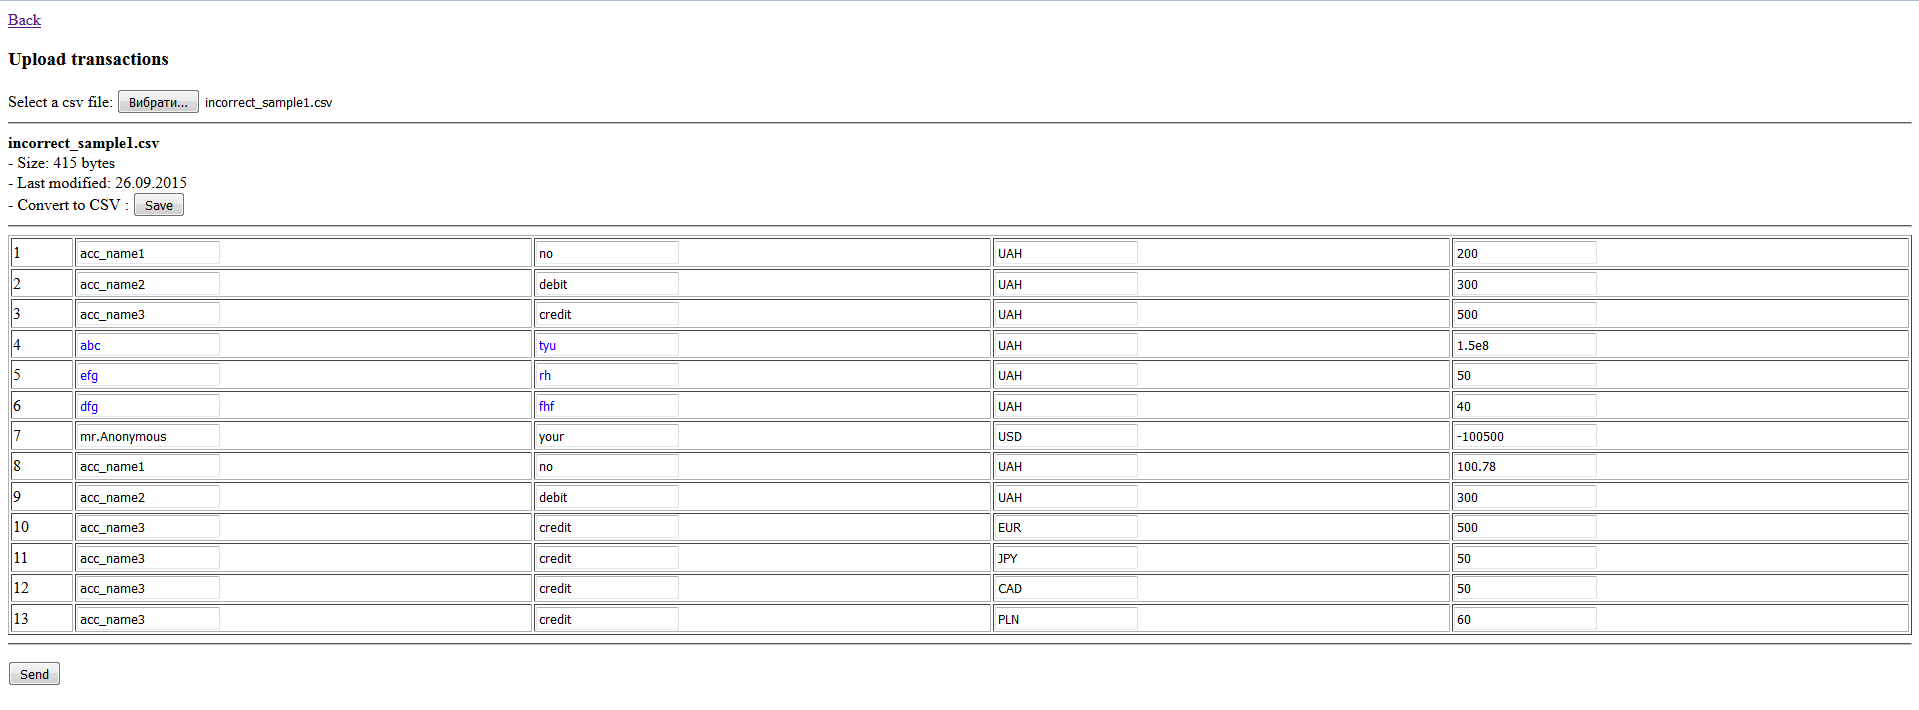 Back
Upload transactions
Select a csv file: Вибрати... incorrect_sample1.csv
incorrect_sample1.csv
- Size: 415 bytes
- Last modified: 26.09.2015
- Convert to CSV : Save
1 acc_name1 no UAH 200
2 acc_name2 debit UAH 300
3 acc_name3 credit UAH 500
4 abc tyu UAH 1.5e8
5 efg rh UAH 50
6 dfg fhf UAH 40
7 mr.Anonymous your USD -100500
8 acc_name1 no UAH 100.78
9 acc_name2 debit UAH 300
10 acc_name3 credit EUR 500
11 acc_name3 credit JPY 50
12 acc_name3 credit CAD 50
13 acc_name3 credit PLN 60
Send